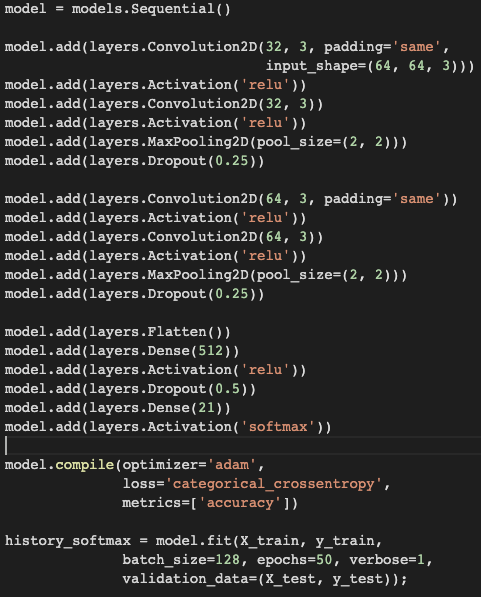 model = models.Sequential()
model.add(layers.Convolution2D(32, 3, padding='same',
input_shape=(64, 64, 3)))
model.add(layers.Activation('relu'))
model.add(layers.Convolution2D(32, 3))
model.add(layers.Activation('relu'))
model.add(layers.MaxPooling2D(pool_size=(2, 2)))
model.add(layers.Dropout(0.25))
model.add(layers.Convolution2D(64, 3, padding='same'))
model.add(layers.Activation('relu'))
model.add(layers.Convolution2D(64, 3))
model.add(layers.Activation('relu'))
model.add(layers.MaxPooling2D(pool_size=(2, 2)))
model.add(layers.Dropout(0.25))
model.add(layers.Flatten())
model.add(layers.Dense(512))
model.add(layers.Activation('relu'))
model.add(layers.Dropout(0.5))
model.add(layers.Dense(21))
model.add(layers.Activation('softmax'))
model.compile(optimizer='adam',
loss='categorical_crossentropy',
metrics=['accuracy'])
history_softmax = model.fit(X_train, y_train,
batch_size=128, epochs=50, verbose=1,
validation_data=(X_test, y_test));